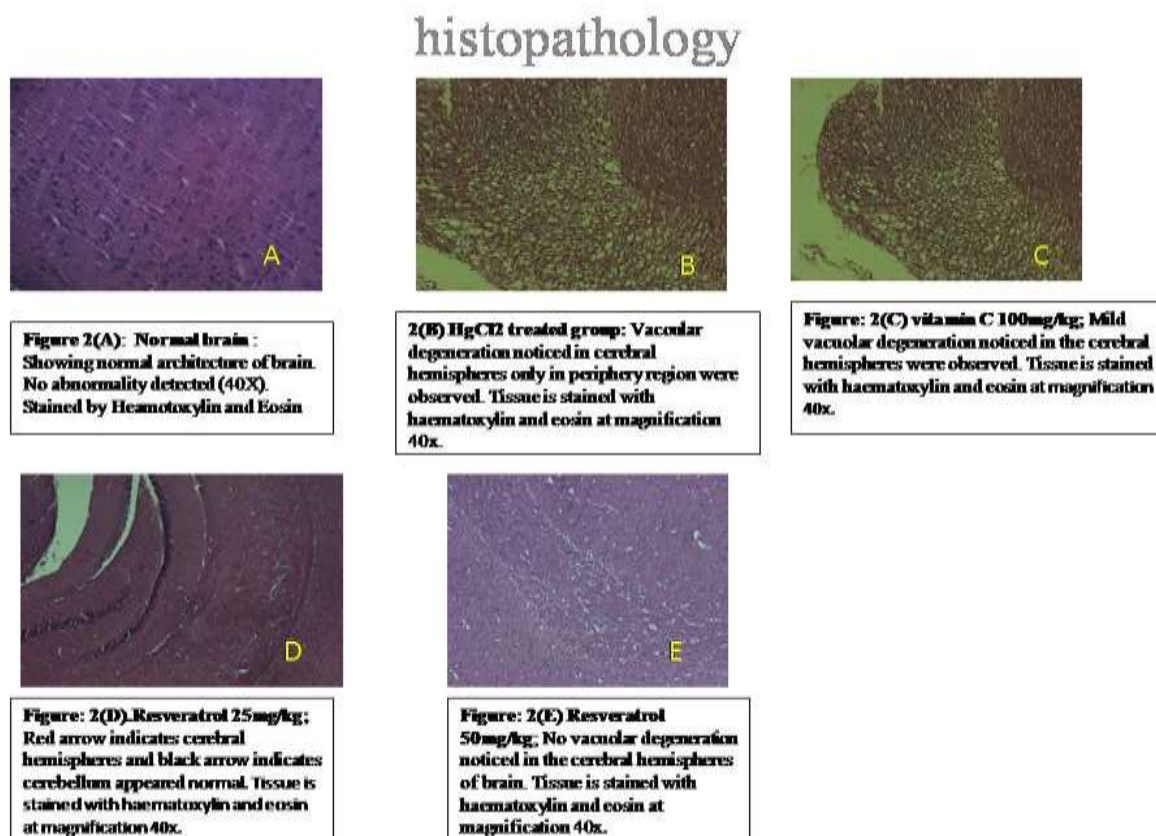 histopathology
A
B
C
Figure 2(A): Normal brain :
Showing normal architecture of brain.
No abnormality detected (40X).
Stained by Heamotoxylin and Eosin
2(B) HgCl2 treated group: Vacuolar
degeneration noticed in cerebral
hemispheres only in periphery region were
observed. Tissue is stained with
haematoxylin and eosin at magnification
40x.
Figure: 2(C) vitamin C 100mg/kg; Mild
vacuolar degeneration noticed in the cerebral
hemispheres were observed. Tissue is stained
with haematoxylin and eosin at magnification
40x.
D
E
Figure: 2(D).Resveratrol 25mg/kg;
Red arrow indicates cerebral
hemispheres and black arrow indicates
cerebellum appeared normal. Tissue is
stained with haematoxylin and eosin
at magnification 40x.
Figure: 2(E) Resveratrol
50mg/kg; No vacuolar degeneration
noticed in the cerebral hemispheres
of brain. Tissue is stained with
haematoxylin and eosin at
magnification 40x.